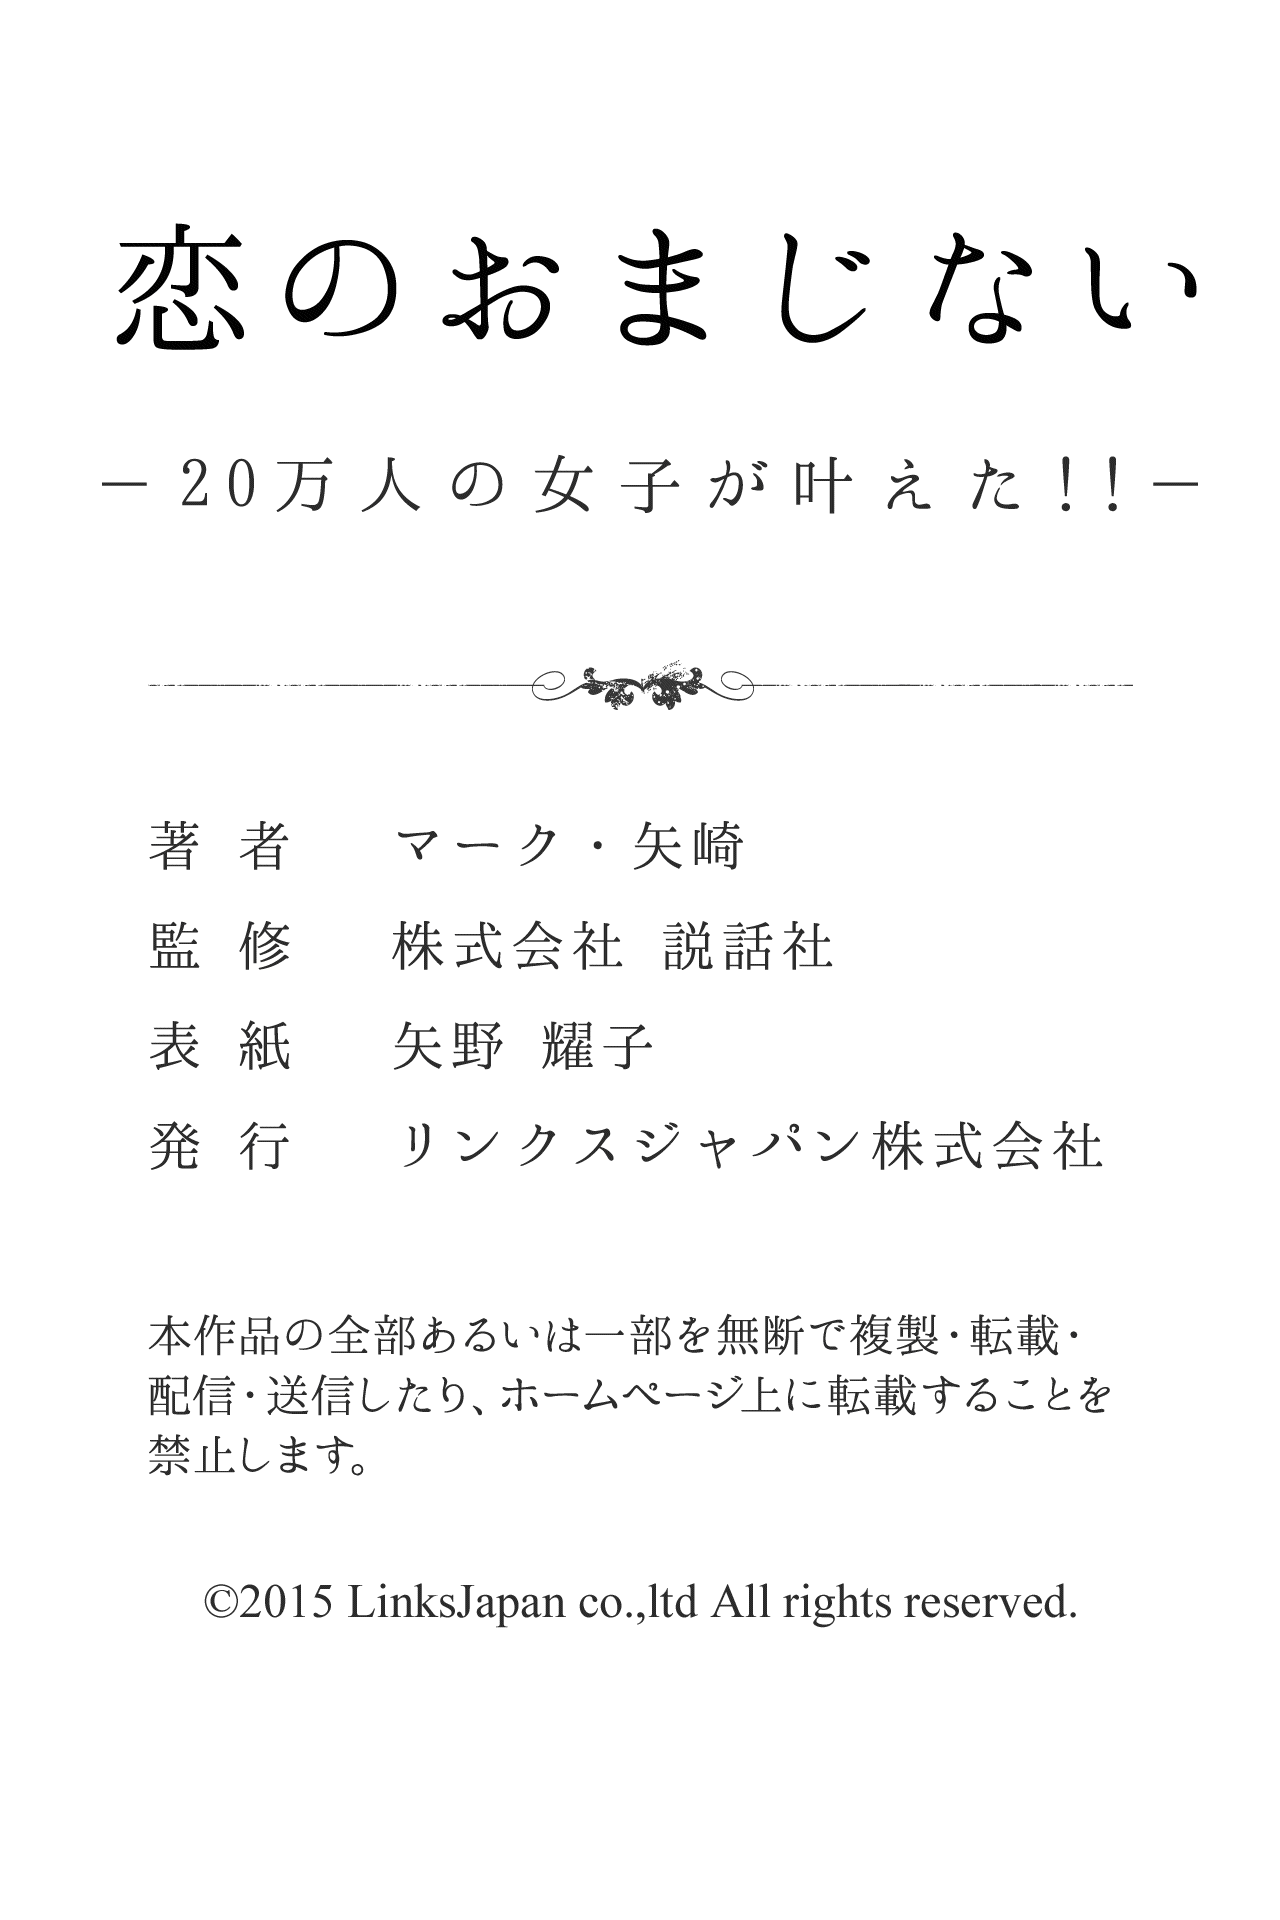 恋のおまじない
－20万人の女子が叶えた!!－
著者 マーク・矢崎
監修 株式会社 説話社
表紙 矢野 耀子
発行 リンクスジャパン株式会社
本作品の全部あるいは一部を無断で複製・転載・
配信・送信したり、ホームページ上に転載することを
禁止します。
©2015 LinksJapan co.,ltd All rights reserved.